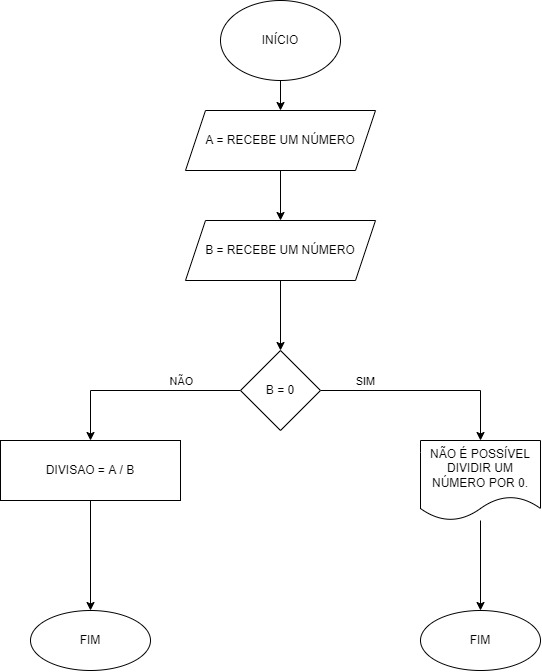 INÍCIO
A = RECEBE UM NÚMERO
B = RECEBE UM NÚMERO
NÃO
SIM
B = 0
DIVISAO = A / B
NÃO É POSSÍVEL
DIVIDIR UM
NÚMERO POR 0.
FIM
FIM